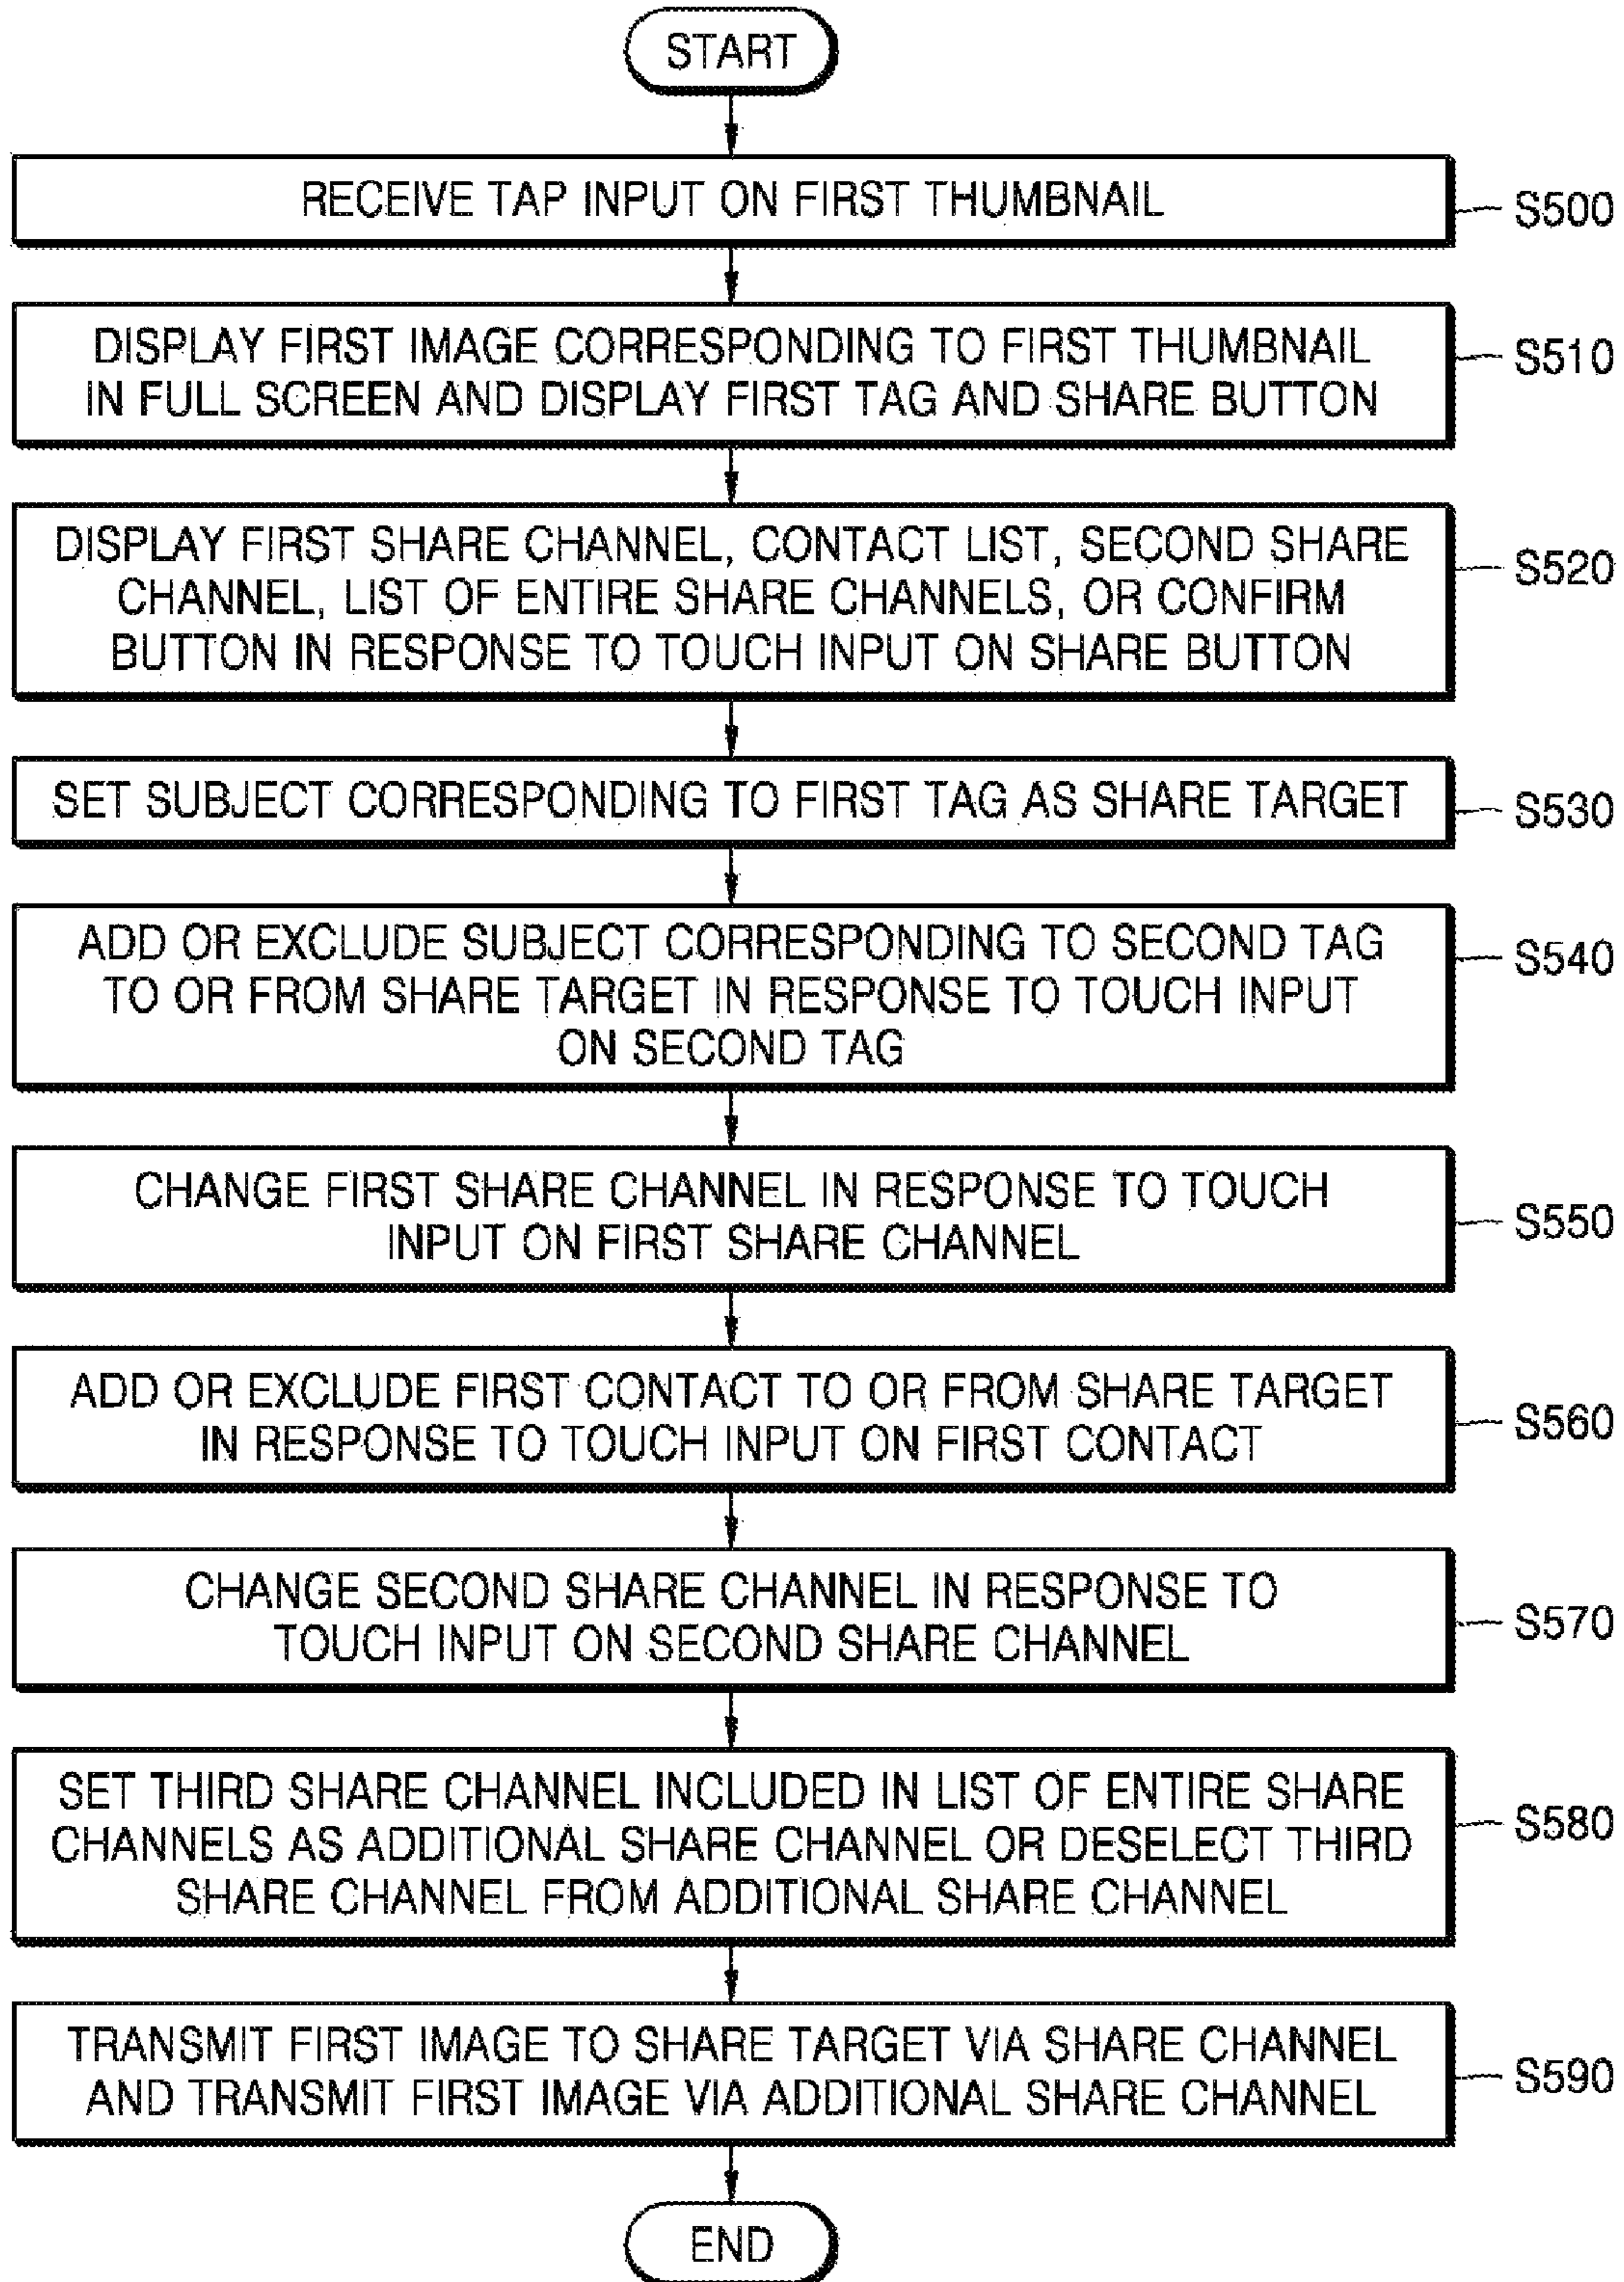 START
RECEIVE TAP INPUT ON FIRST THUMBNAIL
S500
DISPLAY FIRST IMAGE CORRESPONDING TO FIRST THUMBNAIL
IN FULL SCREEN AND DISPLAY FIRST TAG AND SHARE BUTTON
S510
DISPLAY FIRST SHARE CHANNEL, CONTACT LIST, SECOND SHARE
CHANNEL, LIST OF ENTIRE SHARE CHANNELS, OR CONFIRM
BUTTON IN RESPONSE TO TOUCH INPUT ON SHARE BUTTON
S520
SET SUBJECT CORRESPONDING TO FIRST TAG AS SHARE TARGET
S530
ADD OR EXCLUDE SUBJECT CORRESPONDING TO SECOND TAG
TO OR FROM SHARE TARGET IN RESPONSE TO TOUCH INPUT
ON SECOND TAG
S540
CHANGE FIRST SHARE CHANNEL IN RESPONSE TO TOUCH
INPUT ON FIRST SHARE CHANNEL
S550
ADD OR EXCLUDE FIRST CONTACT TO OR FROM SHARE TARGET
IN RESPONSE TO TOUCH INPUT ON FIRST CONTACT
S560
CHANGE SECOND SHARE CHANNEL IN RESPONSE TO
TOUCH INPUT ON SECOND SHARE CHANNEL
S570
SET THIRD SHARE CHANNEL INCLUDED IN LIST OF ENTIRE SHARE
CHANNELS AS ADDITIONAL SHARE CHANNEL OR DESELECT THIRD
SHARE CHANNEL FROM ADDITIONAL SHARE CHANNEL
S580
TRANSMIT FIRST IMAGE TO SHARE TARGET VIA SHARE CHANNEL
AND TRANSMIT FIRST IMAGE VIA ADDITIONAL SHARE CHANNEL
S590
END